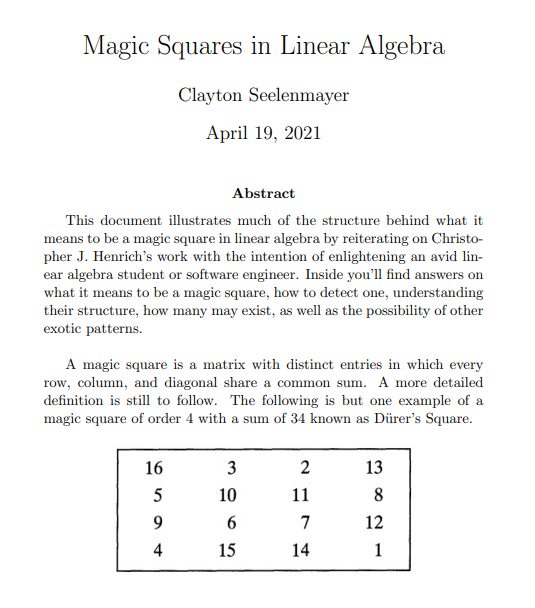 Magic Squares in Linear Algebra
Clayton Seelenmayer
April 19, 2021
Abstract
This document illustrates much of the structure behind what it
means to be a magic square in linear algebra by reiterating on Christo-
pher J. Henrich's work with the intention of enlightening an avid lin-
ear algebra student or software engineer. Inside you'll find answers on
what it means to be a magic square, how to detect one, understanding
their structure, how many may exist, as well as the possibility of other
exotic patterns.
A magic square is a matrix with distinct entries in which every
row, column, and diagonal share a common sum. A more detailed
definition is still to follow. The following is but one example of a
magic square of order 4 with a sum of 34 known as Dürer's Square.
16 3 2 13
5 10 11 8
9 6 7 12
4 15 14 1